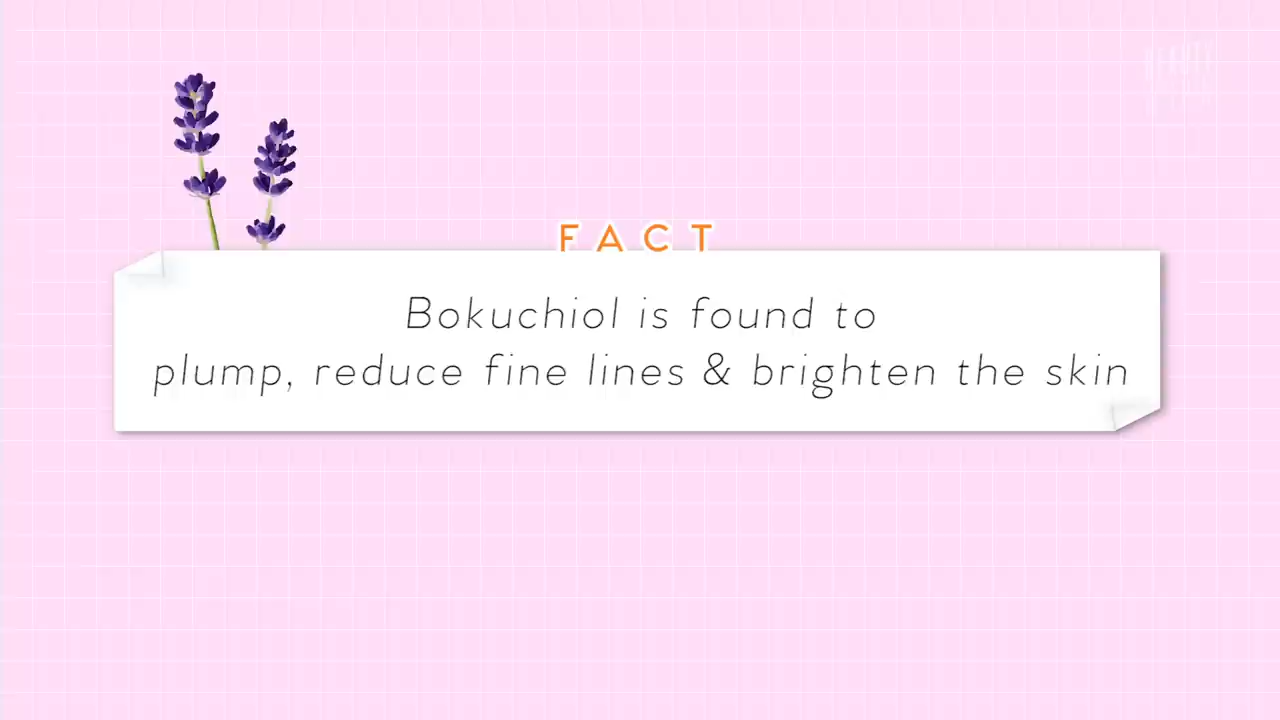 FACT
Bokuchiol is found to
plump, reduce fine lines & brighten the skin